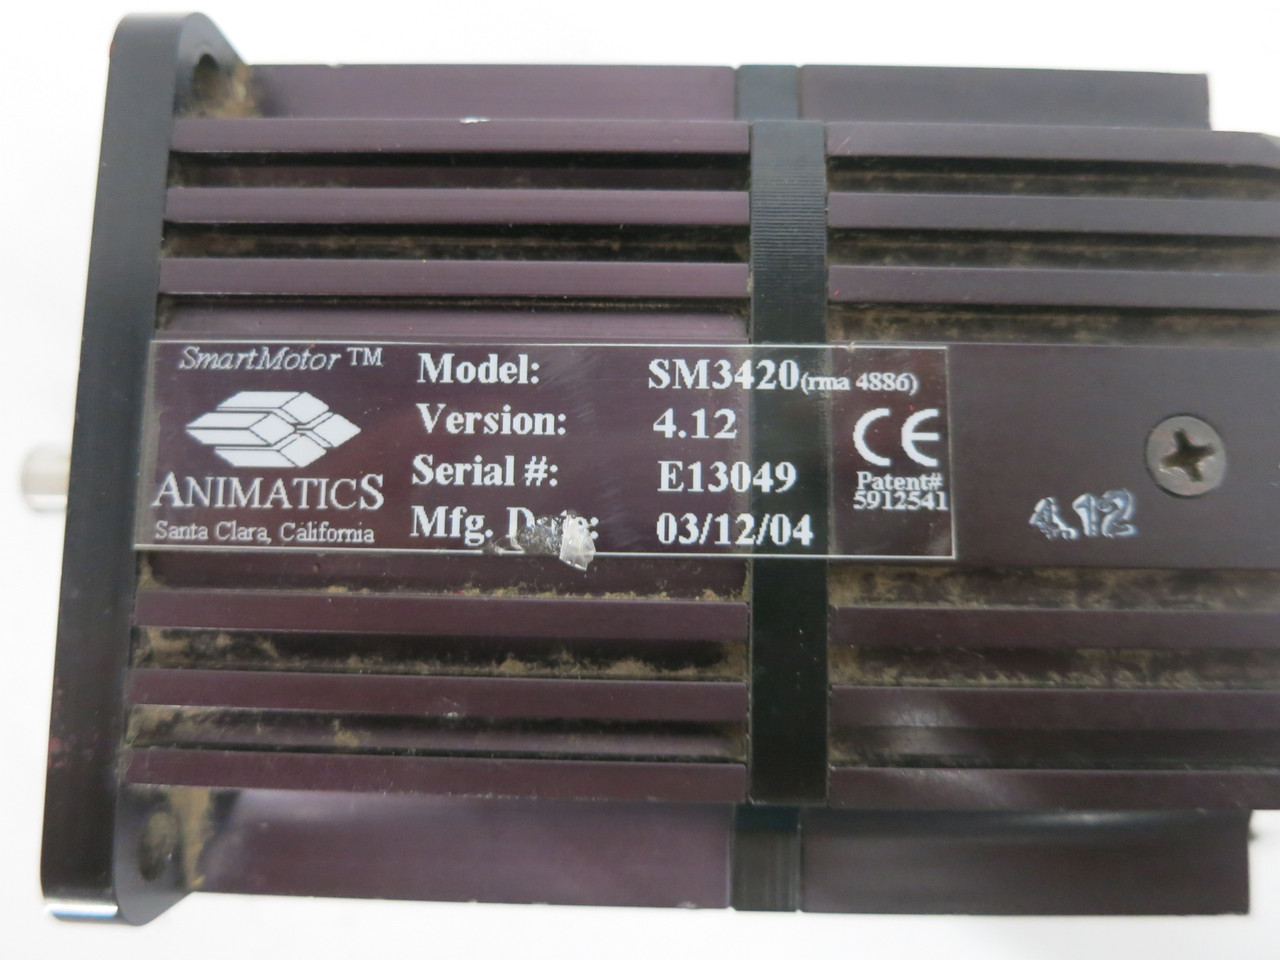 SmartMotor TM
ANIMATICS
Santa Clara, California
Model: SM3420(rma 4886)
Version: 4.12
Serial #: E13049
Mfg. Date: 03/12/04
CE
Patent#
5912541
4.12